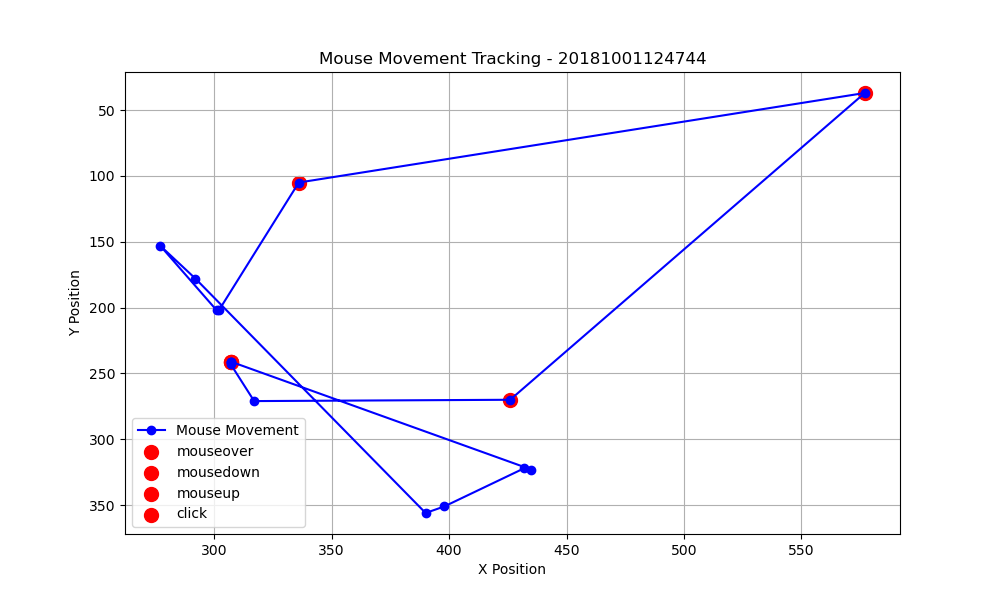 Mouse Movement Tracking - 20181001124744
50
100
150
200
250
300
350
Y Position
Mouse Movement
mouseover
mousedown
mouseup
click
300 350 400 450 500 550
X Position